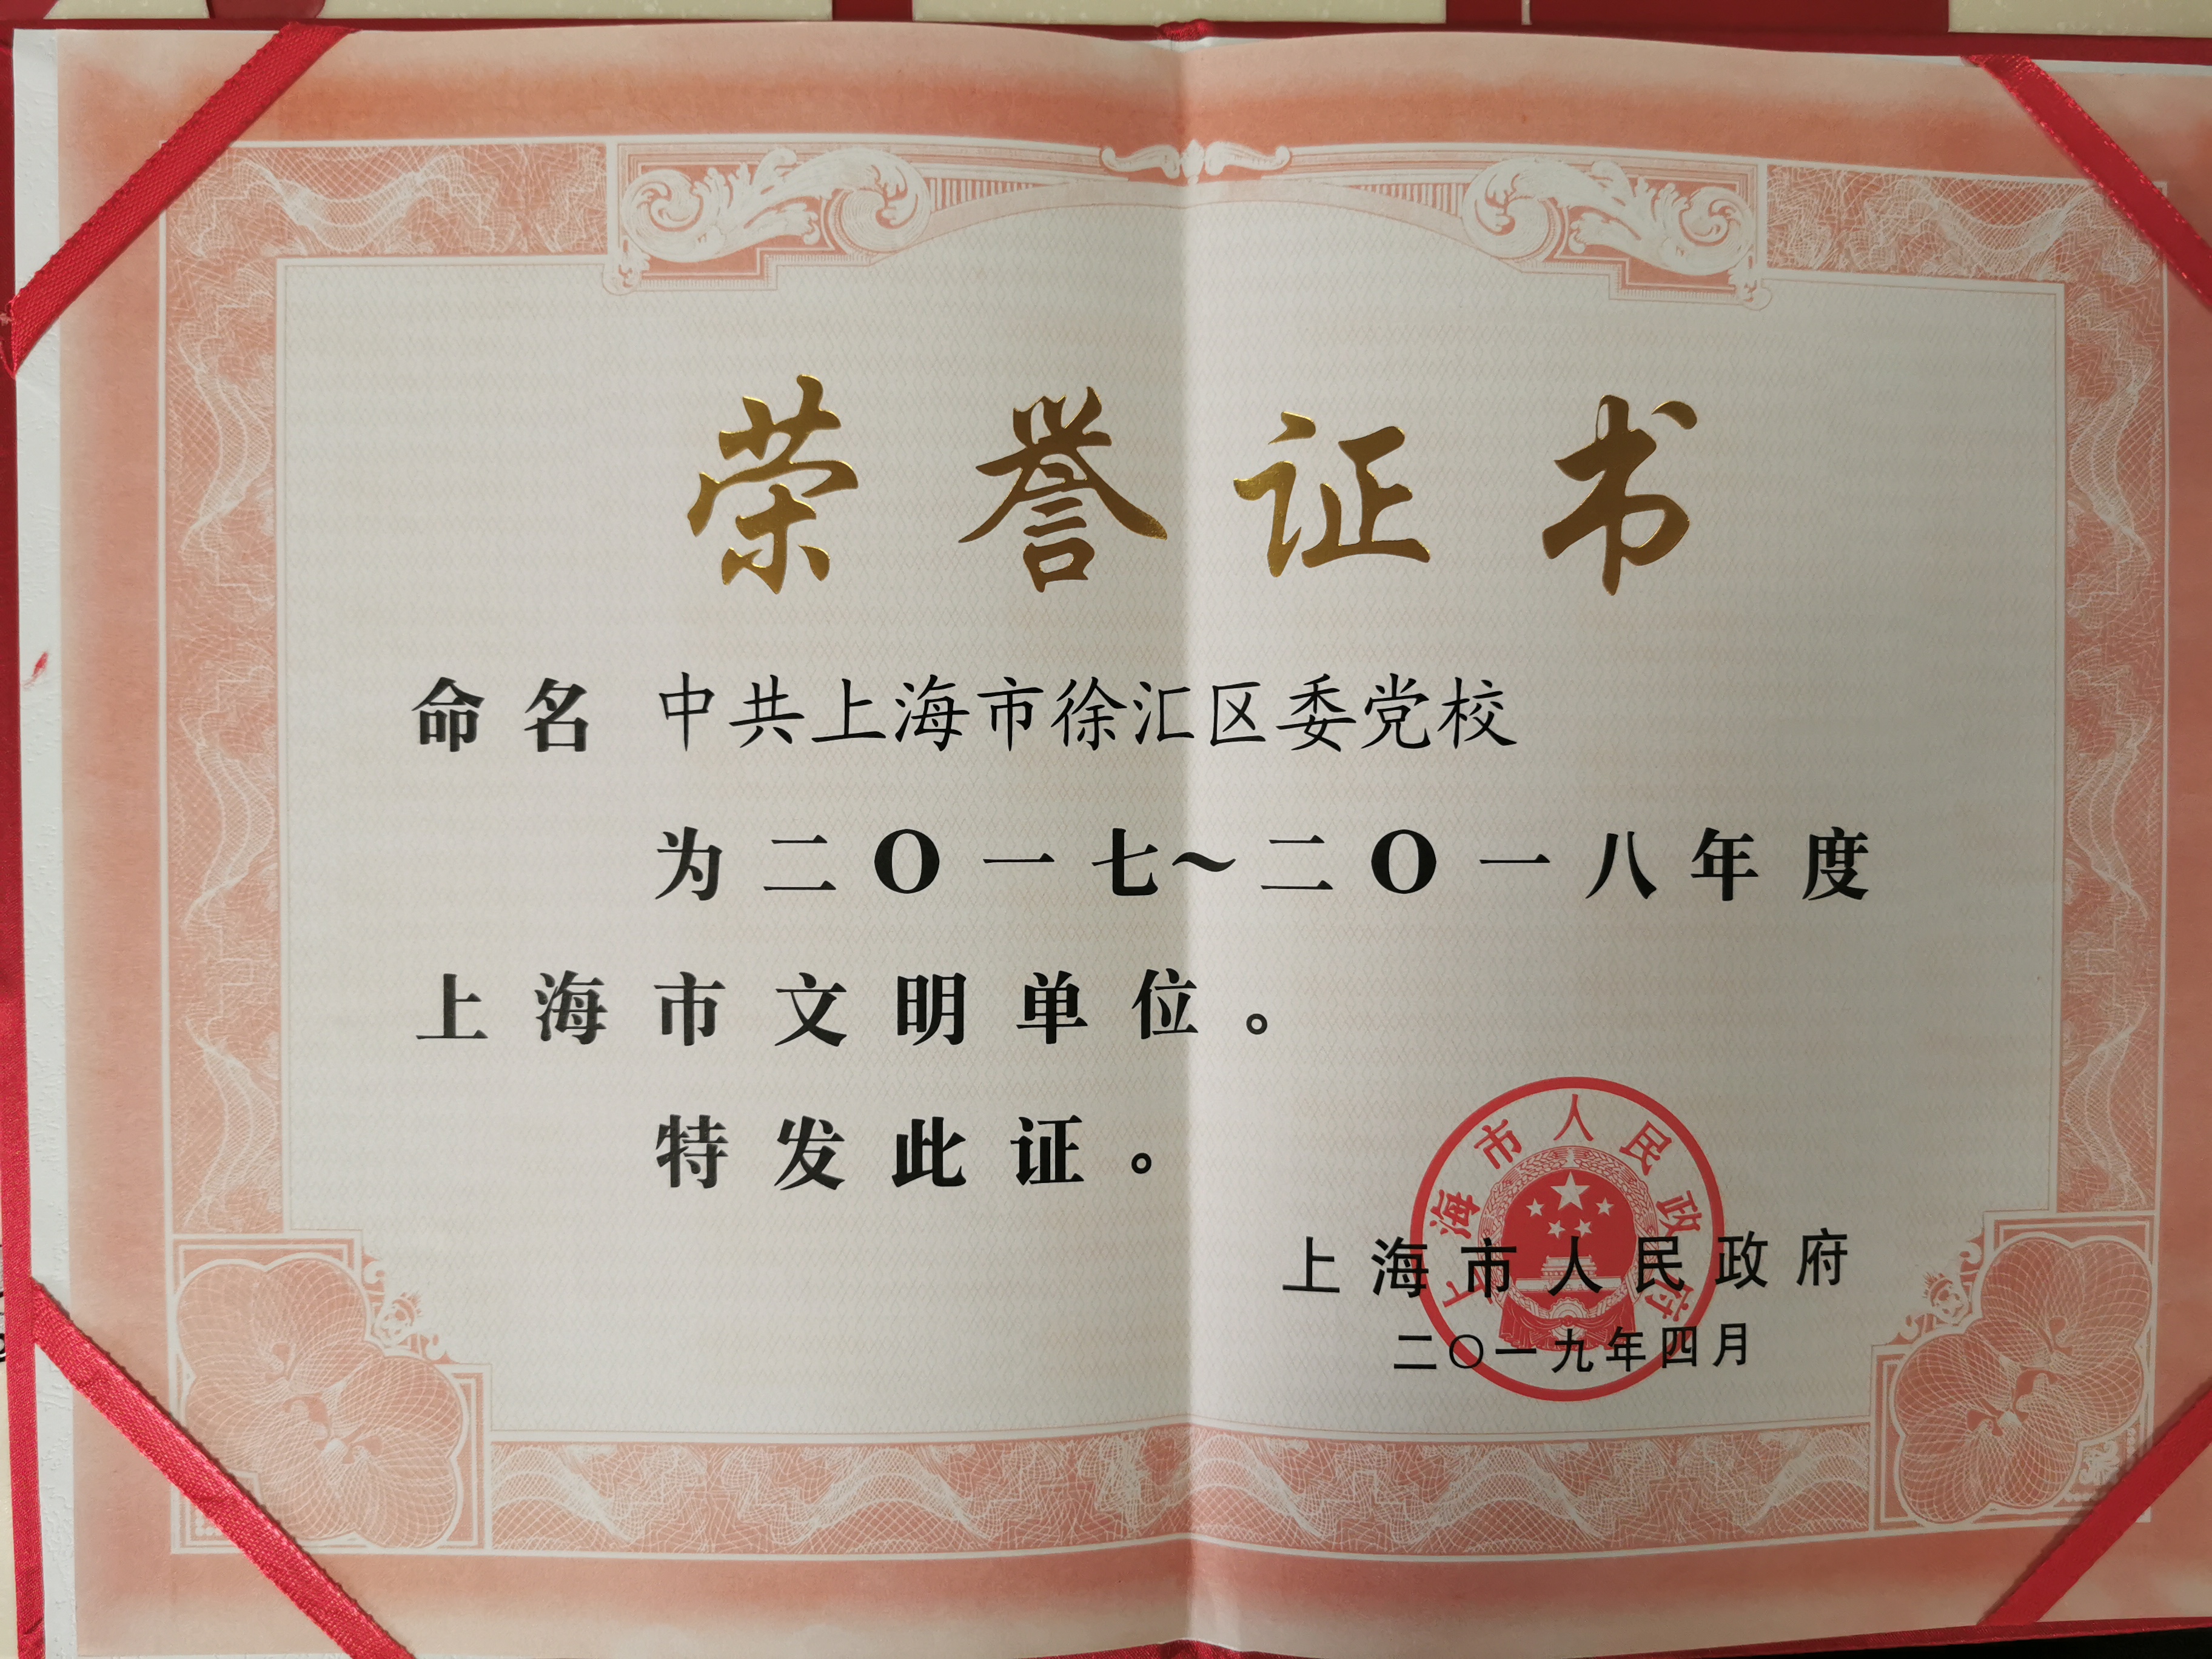 荣誉证书
命名 中共上海市徐汇区委党校
为二〇一七～二〇一八年度
上海市文明单位。
特发此证。
上海市人民政府
上海市人民政府
二〇一九年四月